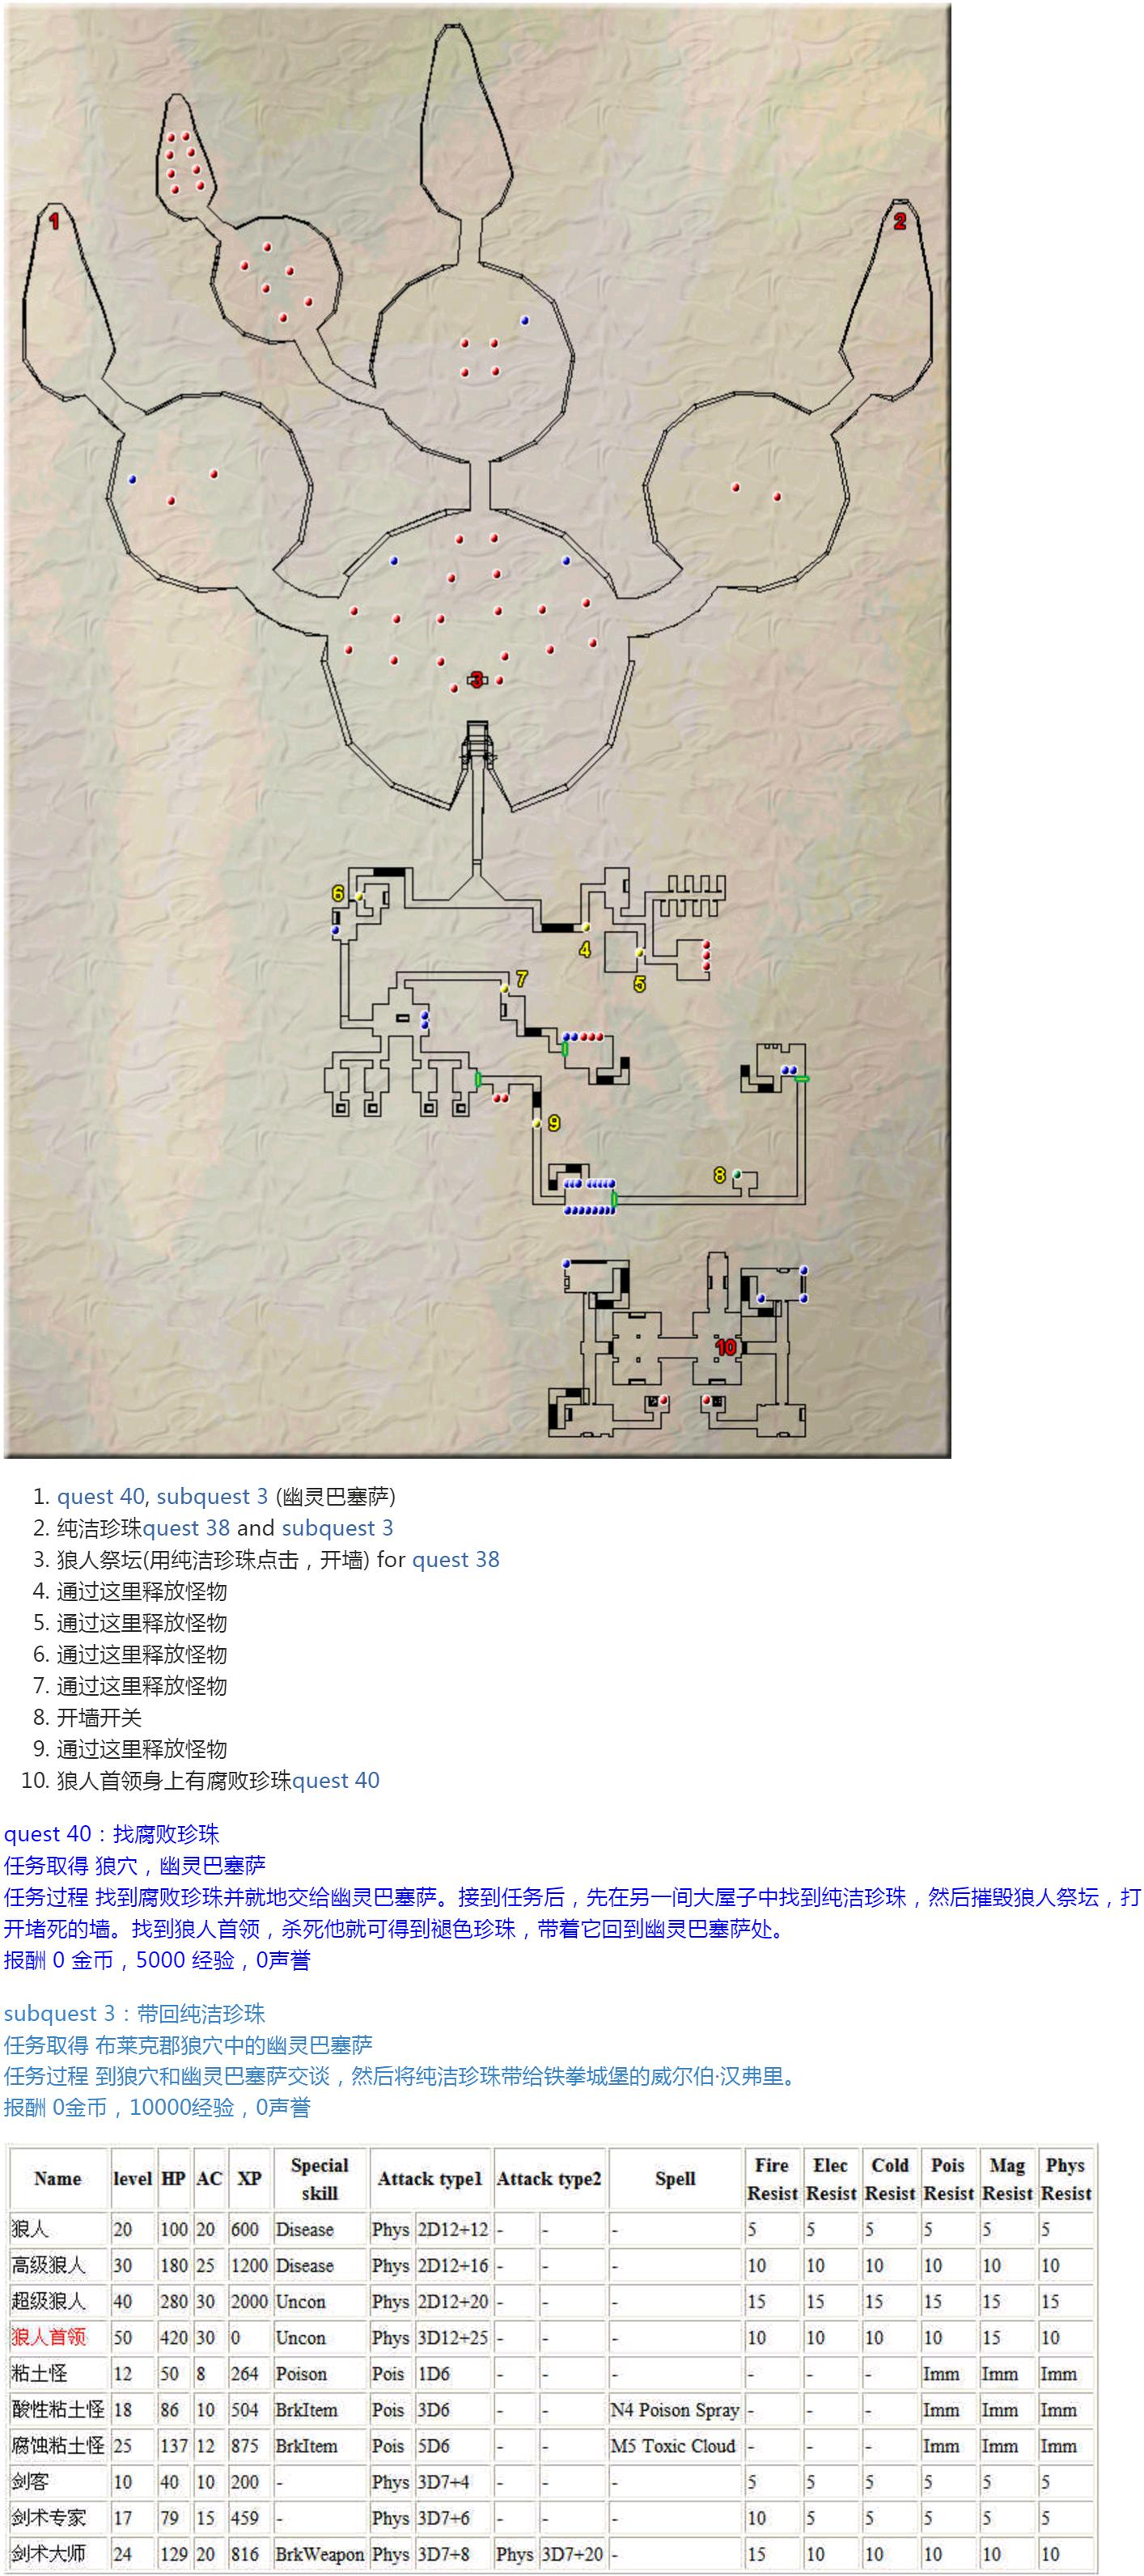 1
2
3
6
4
5
7
9
8
10
1. quest 40, subquest 3 (幽灵巴塞萨)
2. 纯洁珍珠quest 38 and subquest 3
3. 狼人祭坛(用纯洁珍珠点击，开墙) for quest 38
4. 通过这里释放怪物
5. 通过这里释放怪物
6. 通过这里释放怪物
7. 通过这里释放怪物
8. 开墙开关
9. 通过这里释放怪物
10. 狼人首领身上有腐败珍珠quest 40
quest 40：找腐败珍珠
任务取得 狼穴，幽灵巴塞萨
任务过程 找到腐败珍珠并就地交给幽灵巴塞萨。接到任务后，先在另一间大屋子中找到纯洁珍珠，然后摧毁狼人祭坛，打
开堵死的墙。找到狼人首领，杀死他就可得到褪色珍珠，带着它回到幽灵巴塞萨处。
报酬 0 金币，5000 经验，0声誉
subquest 3：带回纯洁珍珠
任务取得 布莱克郡狼穴中的幽灵巴塞萨
任务过程 到狼穴和幽灵巴塞萨交谈，然后将纯洁珍珠带给铁拳城堡的威尔伯·汉弗里。
报酬 0金币，10000经验，0声誉
Name level HP AC XP Special skill Attack type1 Attack type2 Spell Fire Resist Elec Resist Cold Resist Pois Resist Mag Resist Phys Resist
狼人 20 100 20 600 Disease Phys 2D12+12 - - - 5 5 5 5 5 5
高级狼人 30 180 25 1200 Disease Phys 2D12+16 - - - 10 10 10 10 10 10
超级狼人 40 280 30 2000 Uncon Phys 2D12+20 - - - 15 15 15 15 15 15
狼人首领 50 420 30 0 Uncon Phys 3D12+25 - - - 10 10 10 10 15 10
粘土怪 12 50 8 264 Poison Pois 1D6 - - - - - - Imm Imm Imm
酸性粘土怪 18 86 10 504 BrkItem Pois 3D6 - - N4 Poison Spray - - - Imm Imm Imm
腐蚀粘土怪 25 137 12 875 BrkItem Pois 5D6 - - M5 Toxic Cloud - - - Imm Imm Imm
剑客 10 40 10 200 - Phys 3D7+4 - - - 5 5 5 5 5 5
剑术专家 17 79 15 459 - Phys 3D7+6 - - - 10 5 5 5 5 5
剑术大师 24 129 20 816 BrkWeapon Phys 3D7+8 Phys 3D7+20 - 15 10 10 10 10 10